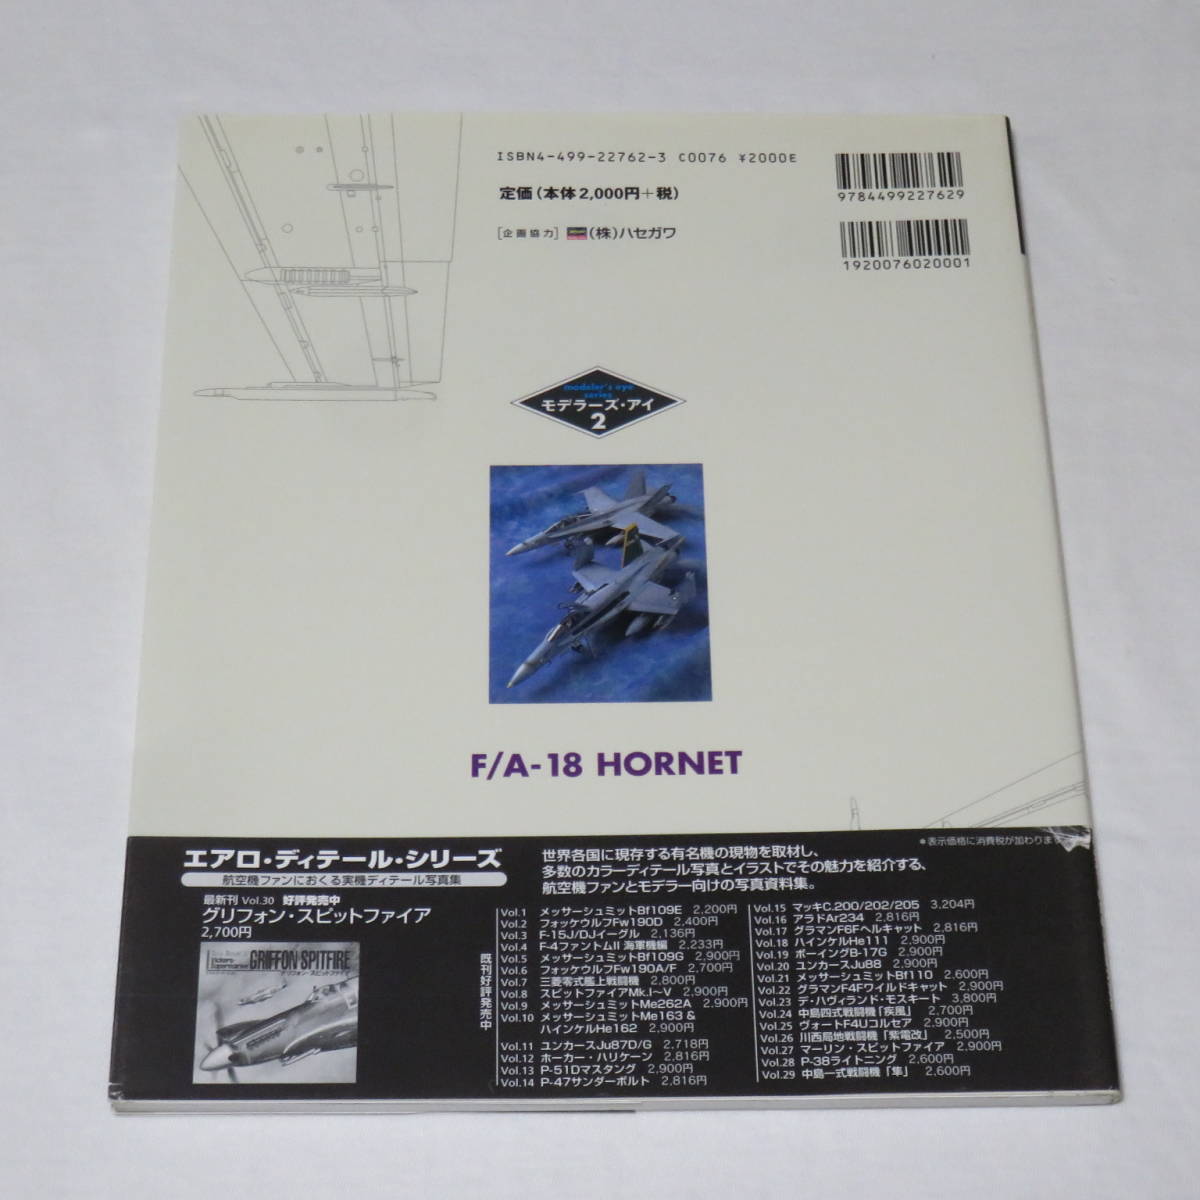 ISBN4-499-22762-3 C0076 ¥2000E
定価(本体2,000円+税)
[企画協力] (株)ハセガワ
9784499227629
1920076020001
modeler's eye
series
モデラーズ・アイ
2
F/A-18 HORNET
エアロ・ディテール・シリーズ
航空機ファンにおくる実機ディテール写真集
世界各国に現存する有名機の現物を取材し、
多数のカラーディテール写真とイラストでその魅力を紹介する、
航空機ファンとモデラー向けの写真資料集。
*表示価格に消費税が加わります
最新刊 Vol.30 好評発売中
グリフォン・スピットファイア
2,700円
GRIFFON SPITFIRE
グリフォン・スピットファイア
既刊好評発売中
Vol.1 メッサーシュミットBf109E 2,200円
Vol.2 フォッケウルフFw190D 2,400円
Vol.3 F-15J/DJイーグル 2,136円
Vol.4 F-4ファントムII 海軍機編 2,233円
Vol.5 メッサーシュミットBf109G 2,900円
Vol.6 フォッケウルフFw190A/F 2,700円
Vol.7 三菱零式艦上戦闘機 2,800円
Vol.8 スピットファイアMk.I〜V 2,900円
Vol.9 メッサーシュミットMe262A 2,900円
Vol.10 メッサーシュミットMe163 &
ハインケルHe162 2,900円
Vol.11 ユンカースJu87D/G 2,718円
Vol.12 ホーカー・ハリケーン 2,816円
Vol.13 P-51Dマスタング 2,900円
Vol.14 P-47サンダーボルト 2,816円
Vol.15 マッキC.200/202/205 3,204円
Vol.16 アラドAr234 2,816円
Vol.17 グラマンF6Fヘルキャット 2,816円
Vol.18 ハインケルHe111 2,900円
Vol.19 ボーイングB-17G 2,900円
Vol.20 ユンカースJu88 2,900円
Vol.21 メッサーシュミットBf110 2,600円
Vol.22 グラマンF4Fワイルドキャット 2,900円
Vol.23 デ・ハヴィランド・モスキート 3,800円
Vol.24 中島四式戦闘機「疾風」 2,700円
Vol.25 ヴォートF4Uコルセア 2,900円
Vol.26 川西局地戦闘機「紫電改」 2,500円
Vol.27 マーリン・スピットファイア 2,900円
Vol.28 P-38ライトニング 2,600円
Vol.29 中島一式戦闘機「隼」 2,600円